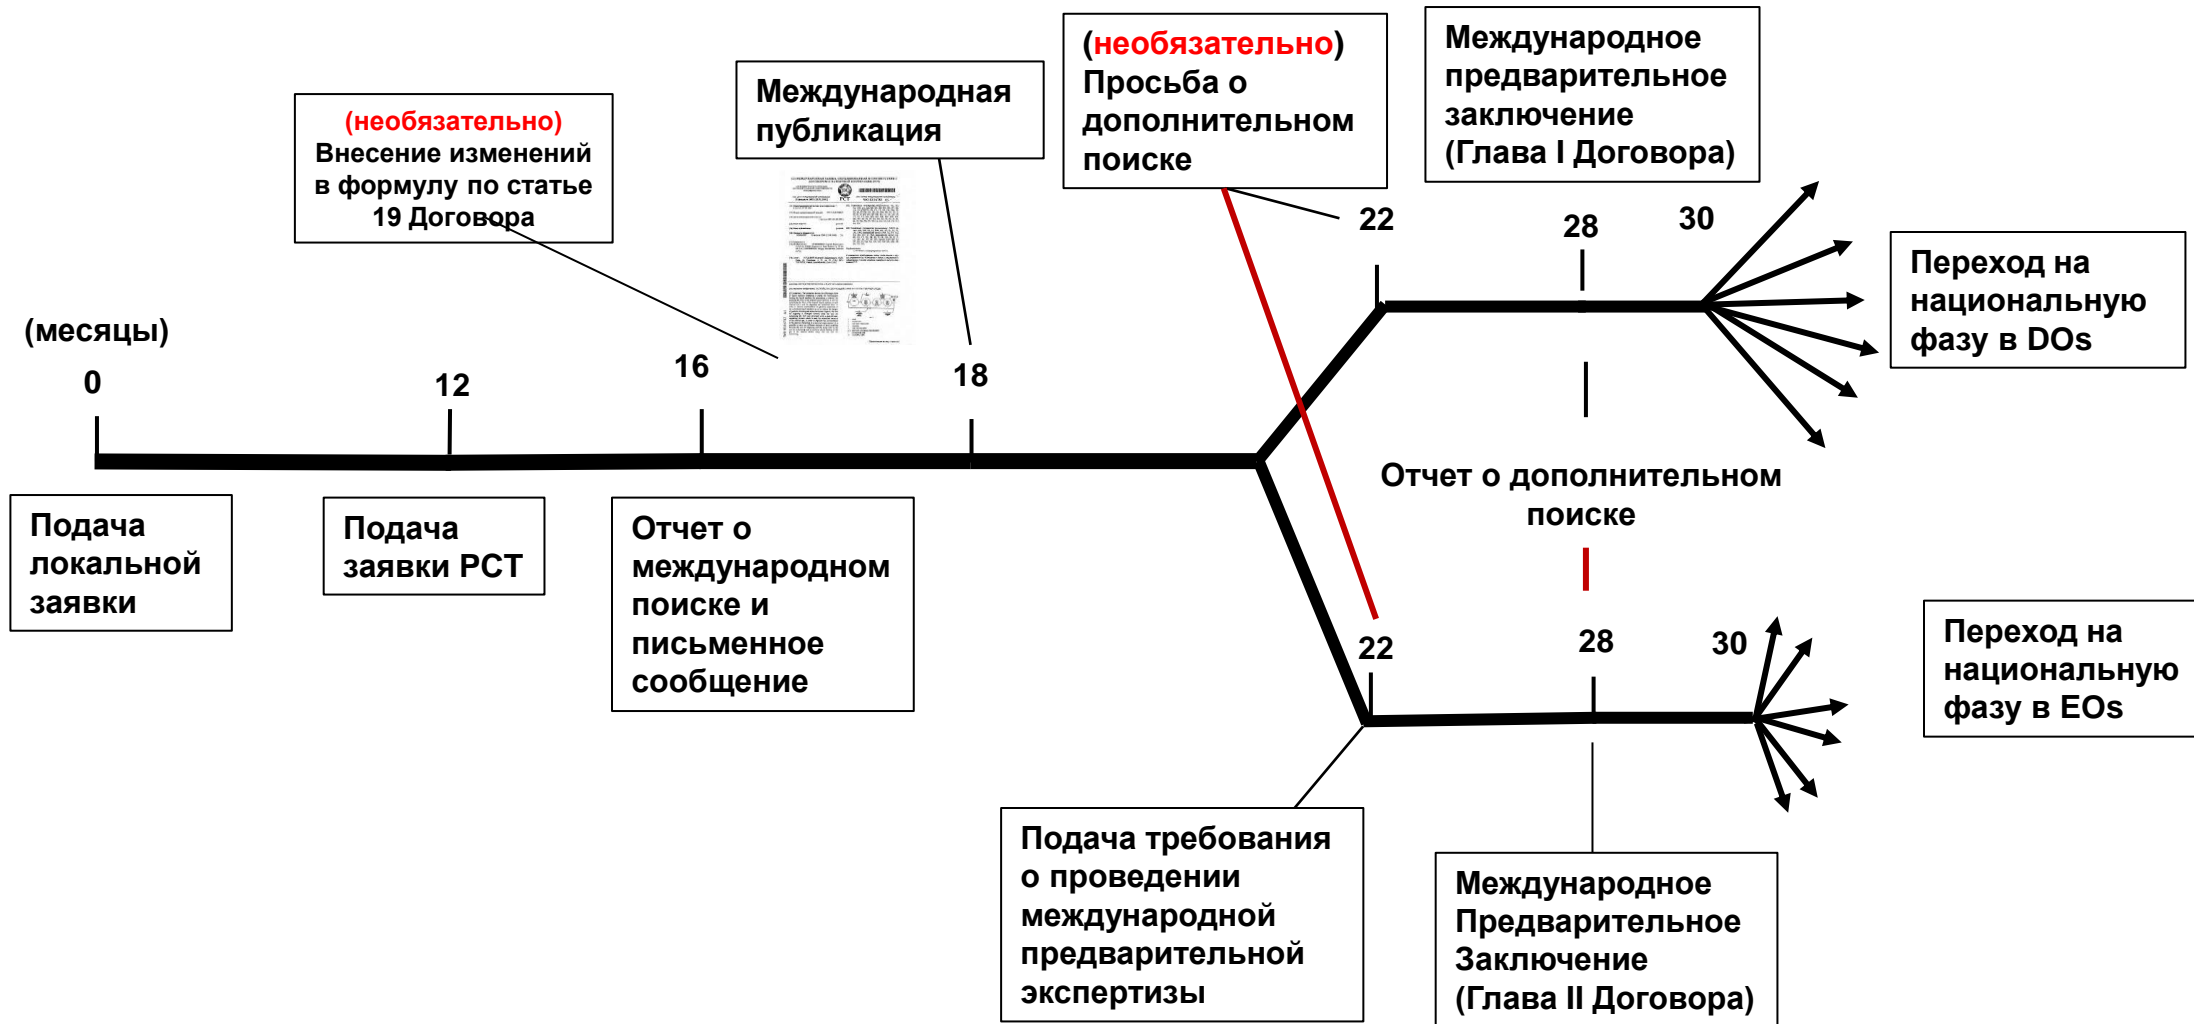 (необязательно)
Внесение изменений
в формулу по статье
19 Договора
Международная
публикация
(необязательно)
Просьба о
дополнительном
поиске
Международное
предварительное
заключение
(Глава I Договора)
(месяцы)
0
12
16
18
22
28
30
PCT
Переход на
национальную
фазу в DOs
Подача
локальной
заявки
Подача
заявки PCT
Отчет о
международном
поиске и
письменное
сообщение
Отчет о дополнительном
поиске
22
28
30
Переход на
национальную
фазу в EOs
Подача требования
о проведении
международной
предварительной
экспертизы
Международное
Предварительное
Заключение
(Глава II Договора)